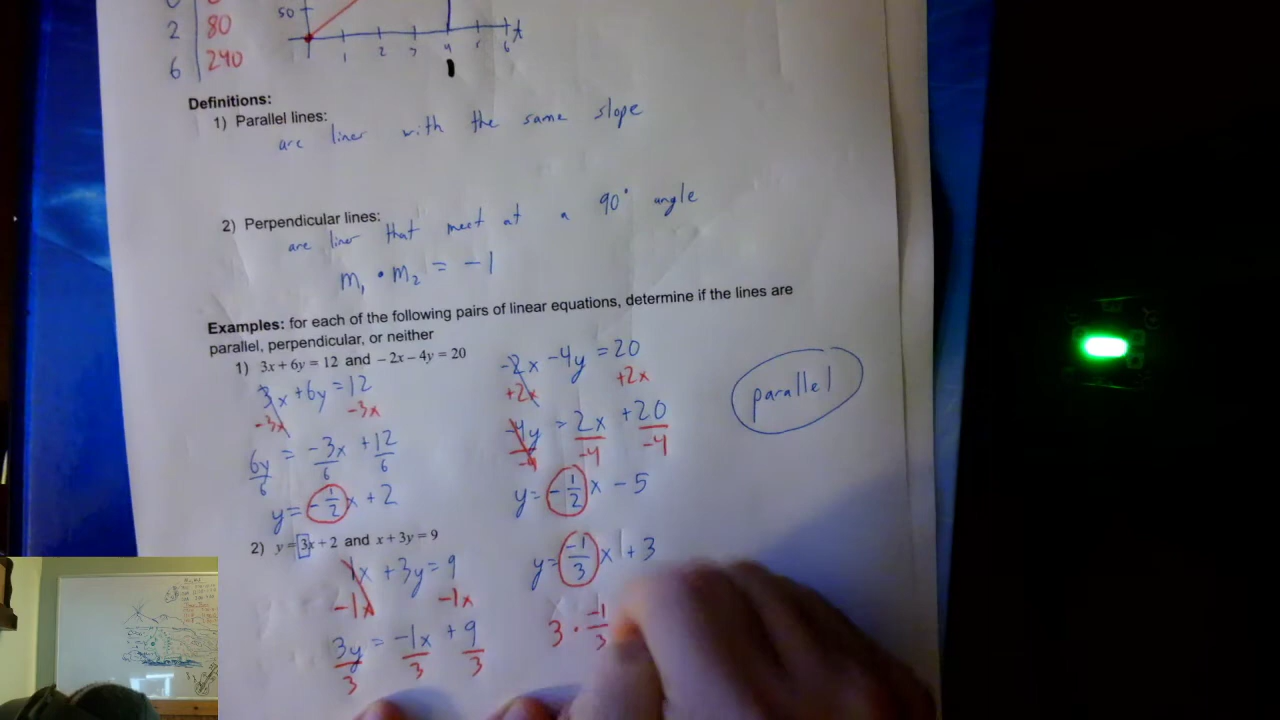 50
2 80
6 240
1 2 3 4 5 6 t
Definitions:
1) Parallel lines:
are lines with the same slope
2) Perpendicular lines:
are lines that meet at a 90° angle
m₁ • m₂ = -1
Examples: for each of the following pairs of linear equations, determine if the lines are
parallel, perpendicular, or neither
1) 3x + 6y = 12 and − 2x − 4y = 20
3x + 6y = 12
-3x -3x
6y/6 = -3x/6 + 12/6
y = -1/2 x + 2
-2x - 4y = 20
+2x +2x
-4y/-4 = 2x/-4 + 20/-4
y = -1/2 x - 5
parallel
2) y = 3x + 2 and x + 3y = 9
1x + 3y = 9
-1x -1x
3y/3 = -1x/3 + 9/3
y = -1/3 x + 3
3 · -1/3